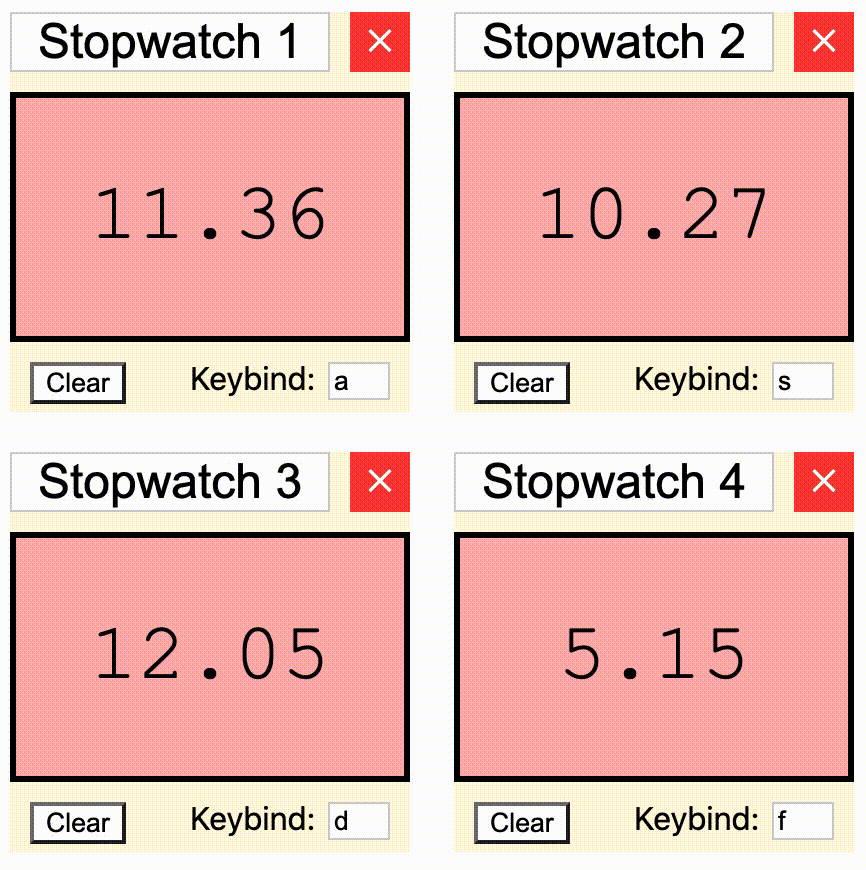 Stopwatch 1 ×
11.36
Clear Keybind: a
Stopwatch 2 ×
10.27
Clear Keybind: s
Stopwatch 3 ×
12.05
Clear Keybind: d
Stopwatch 4 ×
5.15
Clear Keybind: f